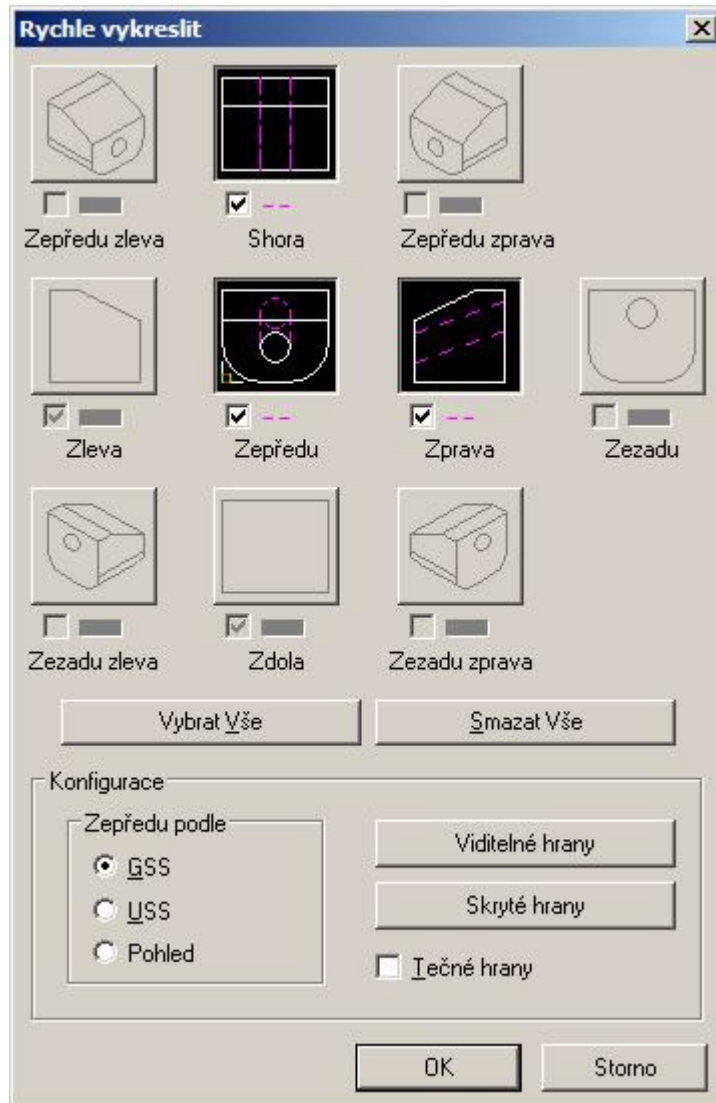 Rychle vykreslit
Zepředu zleva Shora Zepředu zprava
Zleva Zepředu Zprava Zezadu
Zezadu zleva Zdola Zezadu zprava
Vybrat Vše Smazat Vše
Konfigurace
Zepředu podle
GSS
USS
Pohled
Viditelné hrany
Skryté hrany
Tečné hrany
OK Storno